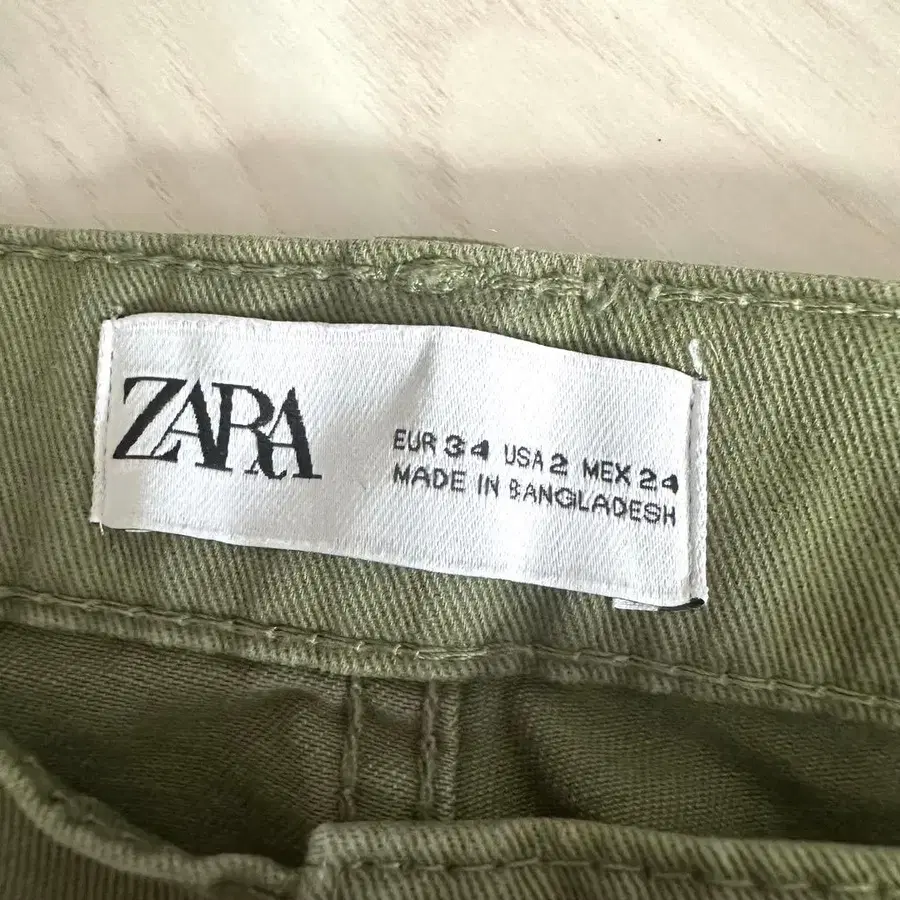 ZARA
EUR 34 USA 2 MEX 24
MADE IN BANGLADESH